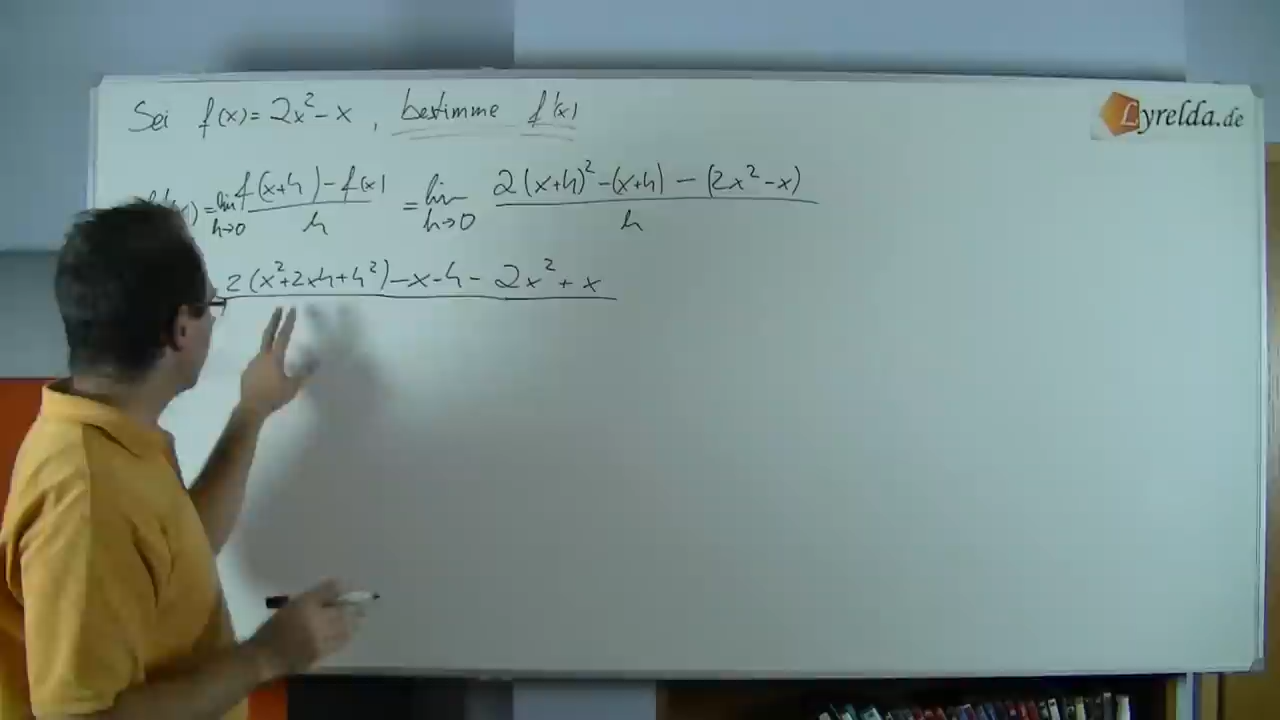 Sei f(x) = 2x² - x , bestimme f'(x)
Lyrelda.de
(x) = lim h→0 f(x+h) - f(x) / h = lim h→0 2(x+h)² - (x+h) - (2x² - x) / h
2(x² + 2xh + h²) - x - h - 2x² + x